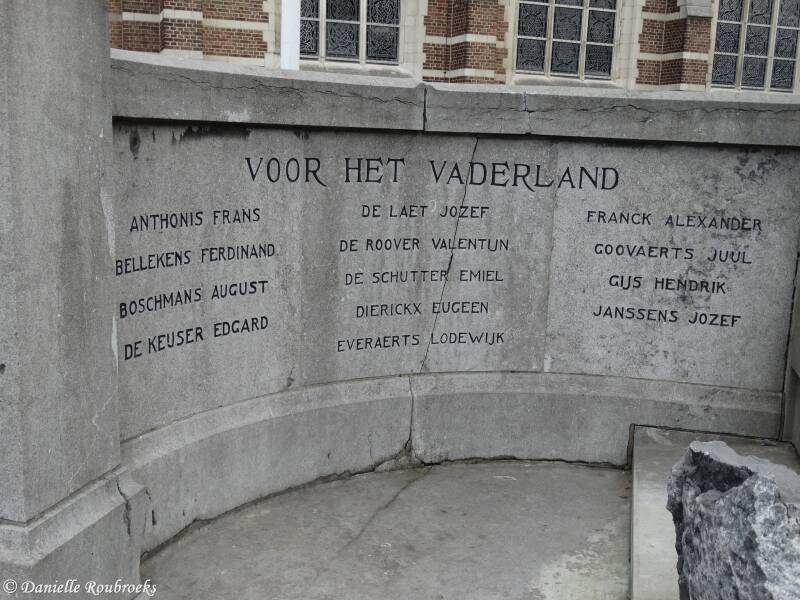 VOOR HET VADERLAND
ANTHONIS FRANS
BELLEKENS FERDINAND
BOSCHMANS AUGUST
DE KEUSER EDGARD
DE LAET JOZEF
DE ROOVER VALENTIJN
DE SCHUTTER EMIEL
DIERICKX EUGEEN
EVERAERTS LODEWIJK
FRANCK ALEXANDER
GOOVAERTS JUUL
GIJS HENDRIK
JANSSENS JOZEF
© Danielle Roubroeks